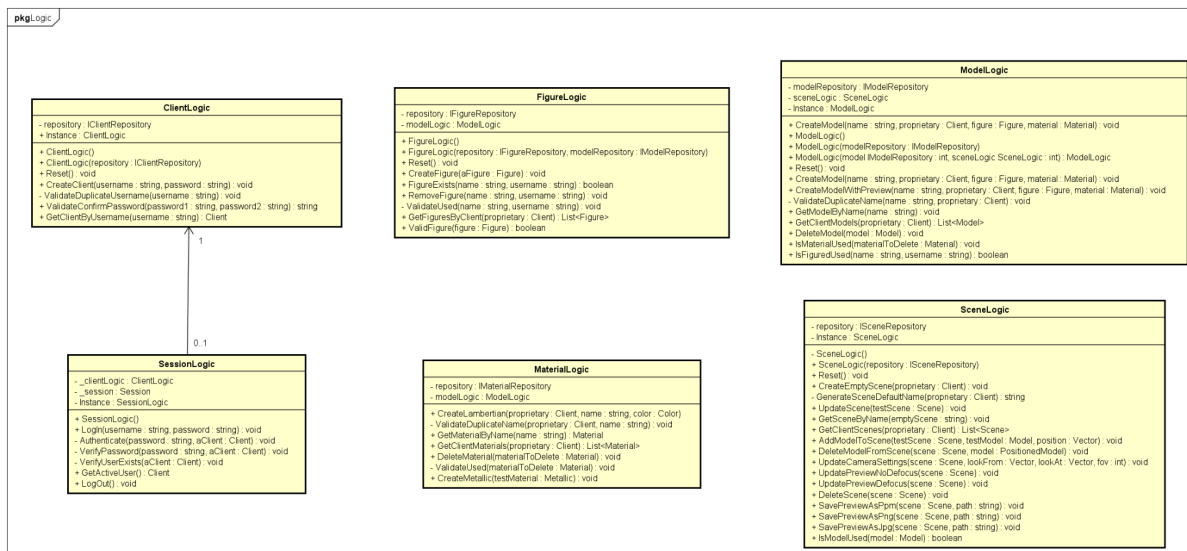 pkg Logic
ClientLogic
- repository : IClientRepository
+ Instance : ClientLogic
+ ClientLogic()
+ ClientLogic(repository : IClientRepository)
+ Reset() : void
+ CreateClient(username : string, password : string) : void
- ValidateDuplicateUsername(username : string) : void
+ ValidateConfirmPassword(password1 : string, password2 : string) : string
+ GetClientByUsername(username : string) : Client
1
0..1
SessionLogic
- _clientLogic : ClientLogic
- _session : Session
- Instance : SessionLogic
+ SessionLogic()
+ LogIn(username : string, password : string) : void
- Authenticate(password : string, aClient : Client) : void
- VerifyPassword(password : string, aClient : Client) : void
- VerifyUserExists(aClient : Client) : void
+ GetActiveUser() : Client
+ LogOut() : void
FigureLogic
- repository : IFigureRepository
- modelLogic : ModelLogic
+ FigureLogic()
+ FigureLogic(repository : IFigureRepository, modelRepository : IModelRepository)
+ Reset() : void
+ CreateFigure(aFigure : Figure) : void
+ FigureExists(name : string, username : string) : boolean
+ RemoveFigure(name : string, username : string) : void
- ValidateUsed(name : string, username : string) : void
+ GetFiguresByClient(proprietary : Client) : List<Figure>
+ ValidFigure(figure : Figure) : boolean
MaterialLogic
- repository : IMaterialRepository
- modelLogic : ModelLogic
+ CreateLambertian(proprietary : Client, name : string, color : Color)
- ValidateDuplicateName(proprietary : Client, name : string) : void
+ GetMaterialByName(name : string) : Material
+ GetClientMaterials(proprietary : Client) : List<Material>
+ DeleteMaterial(materialToDelete : Material) : void
- ValidateUsed(materialToDelete : Material) : void
+ CreateMetallic(testMaterial : Metallic) : void
ModelLogic
- modelRepository : IModelRepository
- sceneLogic : SceneLogic
- Instance : ModelLogic
+ CreateModel(name : string, proprietary : Client, figure : Figure, material : Material) : void
+ ModelLogic()
+ ModelLogic(modelRepository : IModelRepository)
+ ModelLogic(model IModelRepository : int, sceneLogic SceneLogic : int) : ModelLogic
+ Reset() : void
+ CreateModel(name : string, proprietary : Client, figure : Figure, material : Material) : void
+ CreateModelWithPreview(name : string, proprietary : Client, figure : Figure, material : Material) : void
- ValidateDuplicateName(name : string, proprietary : Client) : void
+ GetModelByName(name : string) : void
+ GetClientModels(proprietary : Client) : List<Model>
+ DeleteModel(model : Model) : void
+ IsMaterialUsed(materialToDelete : Material) : void
+ IsFiguredUsed(name : string, username : string) : boolean
SceneLogic
- repository : ISceneRepository
- Instance : SceneLogic
- SceneLogic()
+ SceneLogic(repository : ISceneRepository)
+ Reset() : void
+ CreateEmptyScene(proprietary : Client) : void
- GenerateSceneDefaultName(proprietary : Client) : string
+ UpdateScene(testScene : Scene) : void
+ GetSceneByName(emptyScene : string) : void
+ GetClientScenes(proprietary : Client) : List<Scene>
+ AddModelToScene(testScene : Scene, testModel : Model, position : Vector) : void
+ DeleteModelFromScene(scene : Scene, model : PositionedModel) : void
+ UpdateCameraSettings(scene : Scene, lookFrom : Vector, lookAt : Vector, fov : int) : void
+ UpdatePreviewNoDefocus(scene : Scene) : void
+ UpdatePreviewDefocus(scene : Scene) : void
+ DeleteScene(scene : Scene) : void
+ SavePreviewAsPpm(scene : Scene, path : string) : void
+ SavePreviewAsPng(scene : Scene, path : string) : void
+ SavePreviewAsJpg(scene : Scene, path : string) : void
+ IsModelUsed(model : Model) : boolean